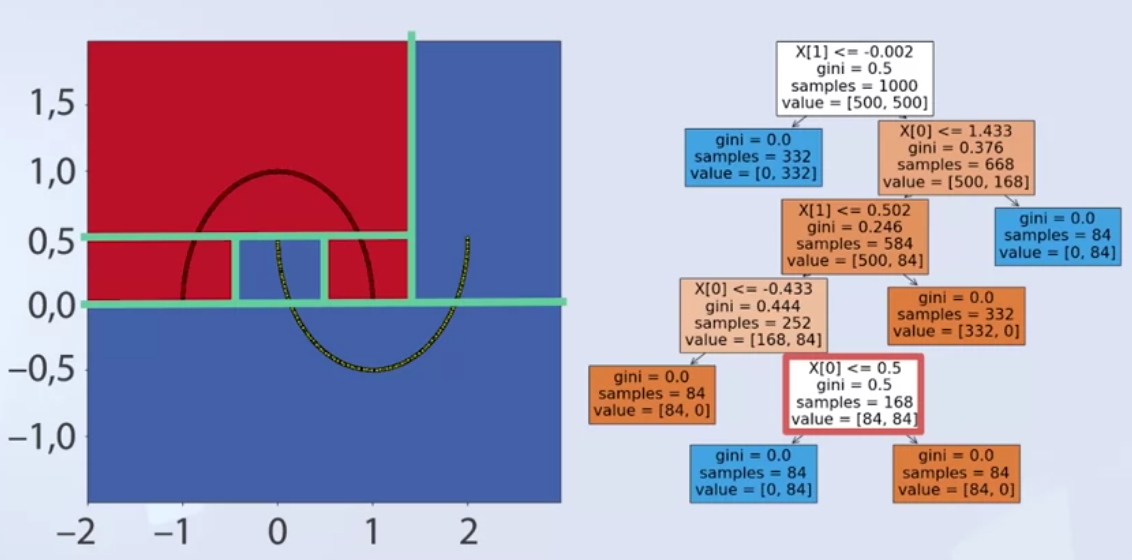 1,5
1,0
0,5
0,0
−0,5
−1,0
−2 −1 0 1 2
X[1] <= -0.002
gini = 0.5
samples = 1000
value = [500, 500]
gini = 0.0
samples = 332
value = [0, 332]
X[0] <= 1.433
gini = 0.376
samples = 668
value = [500, 168]
X[1] <= 0.502
gini = 0.246
samples = 584
value = [500, 84]
gini = 0.0
samples = 84
value = [0, 84]
X[0] <= -0.433
gini = 0.444
samples = 252
value = [168, 84]
gini = 0.0
samples = 332
value = [332, 0]
gini = 0.0
samples = 84
value = [84, 0]
X[0] <= 0.5
gini = 0.5
samples = 168
value = [84, 84]
gini = 0.0
samples = 84
value = [0, 84]
gini = 0.0
samples = 84
value = [84, 0]